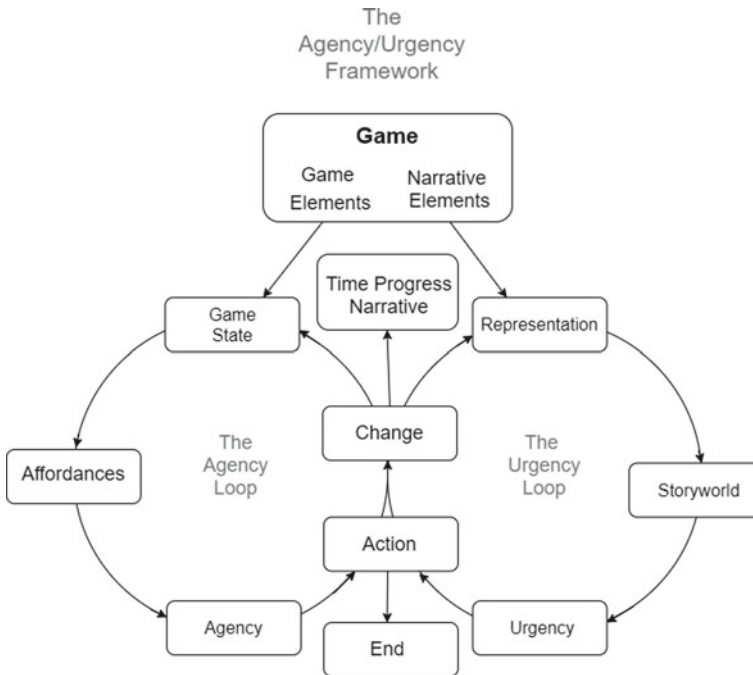 The
Agency/Urgency
Framework
Game
Game
Elements
Narrative
Elements
Time Progress
Narrative
Game
State
Representation
Change
The
Agency
Loop
The
Urgency
Loop
Affordances
Storyworld
Action
Agency
Urgency
End